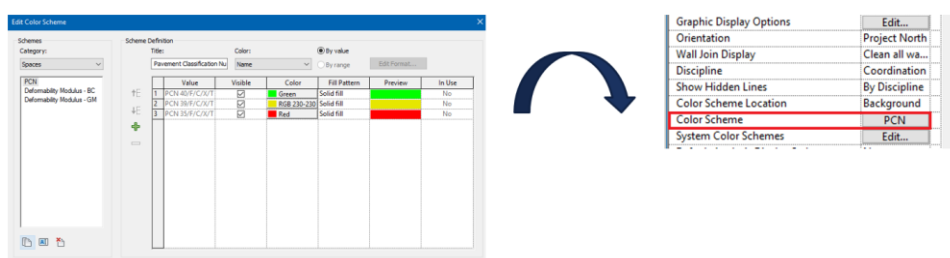 Edit Color Scheme
Schemes
Category:
Spaces
PCN
Deformability Modulus - BC
Deformability Modulus - GM
Scheme Definition
Title: Color: By value
Pavement Classification Nu Name By range Edit Format...
Value Visible Color Fill Pattern Preview In Use
1 PCN 40/F/C/X/T Green Solid fill No
2 PCN 39/F/C/X/T RGB 230-230 Solid fill No
3 PCN 35/F/C/X/T Red Solid fill No
Graphic Display Options Edit...
Orientation Project North
Wall Join Display Clean all wa...
Discipline Coordination
Show Hidden Lines By Discipline
Color Scheme Location Background
Color Scheme PCN
System Color Schemes Edit...